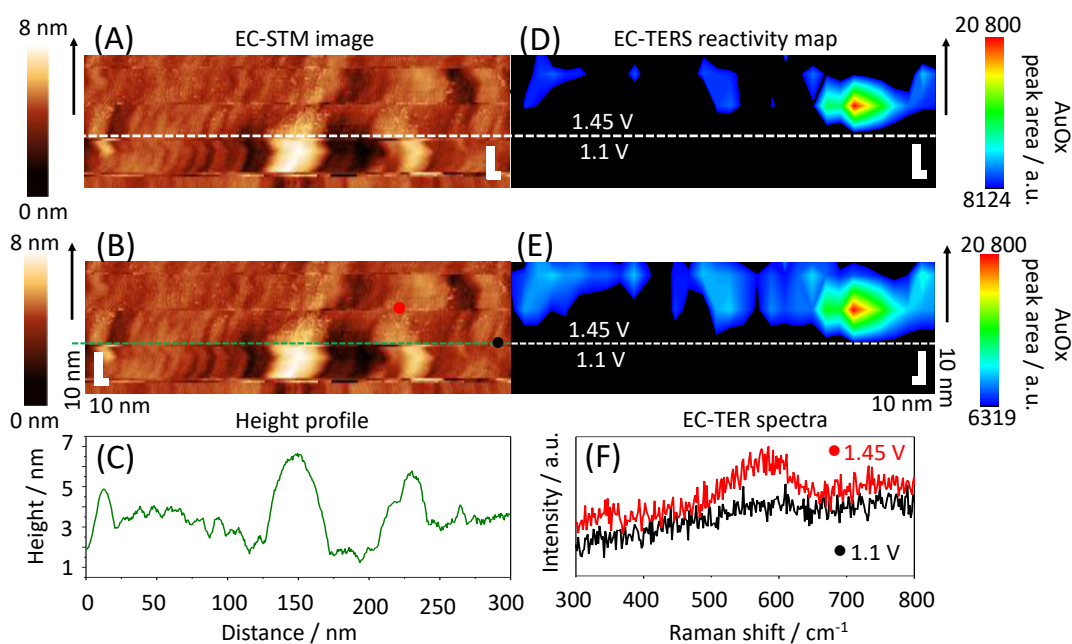 8 nm
(A)
EC-STM image
0 nm
(D)
EC-TERS reactivity map
1.45 V
1.1 V
20 800
8124
AuOx
peak area / a.u.
8 nm
(B)
0 nm
10 nm
10 nm
(E)
1.45 V
1.1 V
10 nm
10 nm
20 800
6319
AuOx
peak area / a.u.
Height profile
(C)
Height / nm
7
5
3
1
0
50
100
150
200
250
300
Distance / nm
EC-TER spectra
(F)
1.45 V
1.1 V
Intensity / a.u.
300
400
500
600
700
800
Raman shift / cm⁻¹